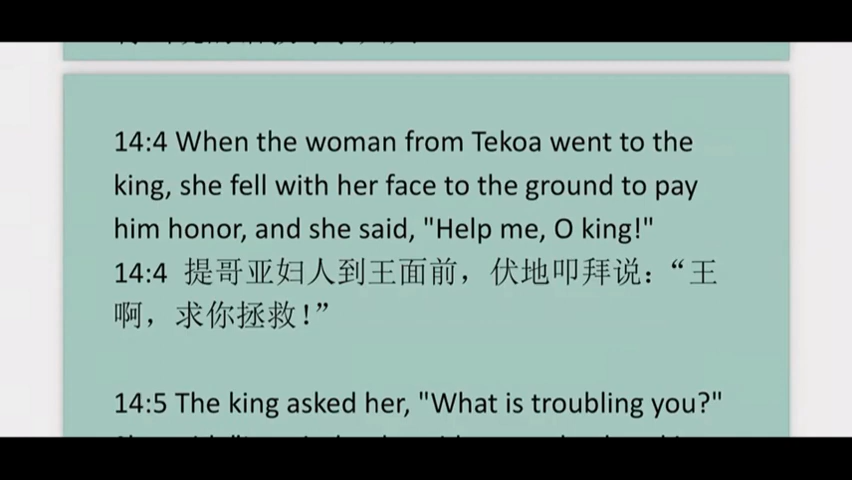 14:4 When the woman from Tekoa went to the
king, she fell with her face to the ground to pay
him honor, and she said, "Help me, O king!"
14:4 提哥亚妇人到王面前，伏地叩拜说：“王
啊，求你拯救！”
14:5 The king asked her, "What is troubling you?"